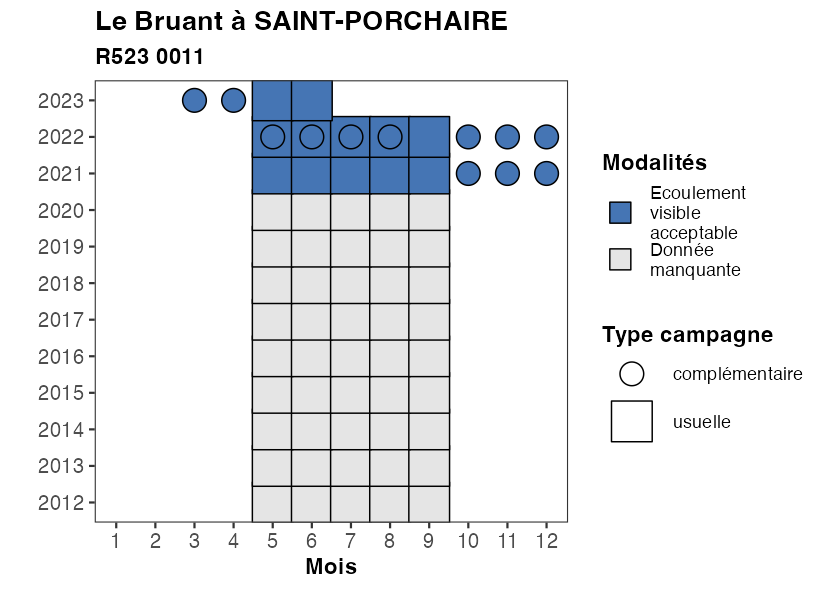 Le Bruant à SAINT-PORCHAIRE
R523 0011
2023
2022
2021
2020
2019
2018
2017
2016
2015
2014
2013
2012
1 2 3 4 5 6 7 8 9 10 11 12
Mois
Modalités
Ecoulement
visible
acceptable
Donnée
manquante
Type campagne
complémentaire
usuelle